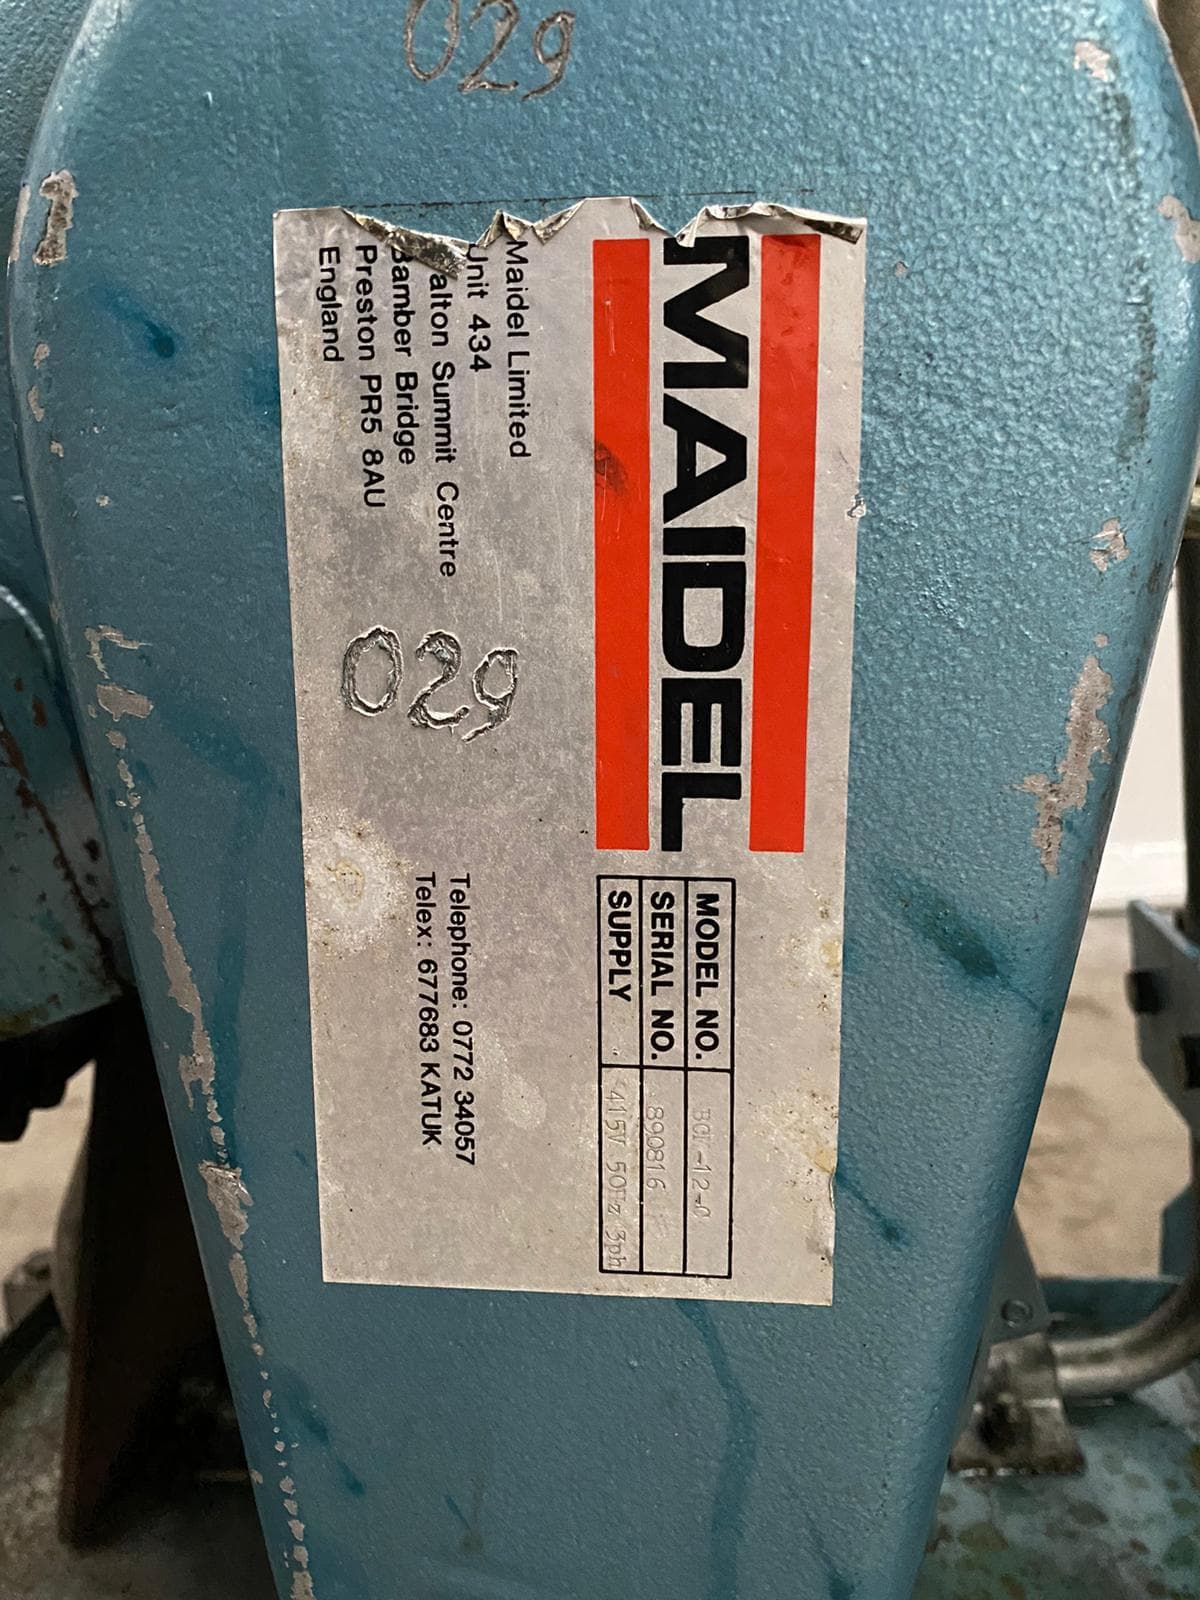 029
MAIDEL
MODEL NO.
SERIAL NO. 890816
SUPPLY 415V 50Hz 3ph
Maidel Limited
Unit 434
alton Summit Centre
Bamber Bridge
Preston PR5 8AU
England
029
Telephone: 0772 34057
Telex: 677683 KATUK